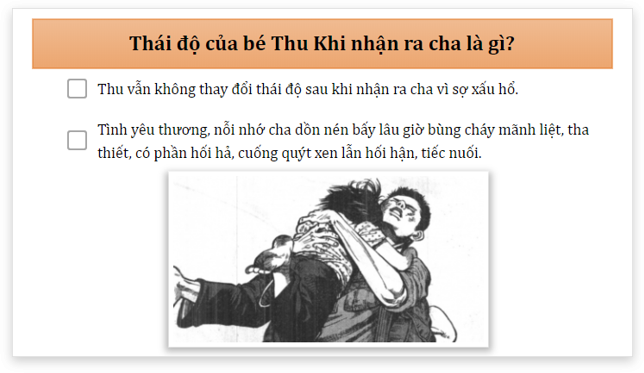 Thái độ của bé Thu Khi nhận ra cha là gì?
Thu vẫn không thay đổi thái độ sau khi nhận ra cha vì sợ xấu hổ.
Tình yêu thương, nỗi nhớ cha dồn nén bấy lâu giờ bùng cháy mãnh liệt, tha
thiết, có phần hối hả, cuống quýt xen lẫn hối hận, tiếc nuối.